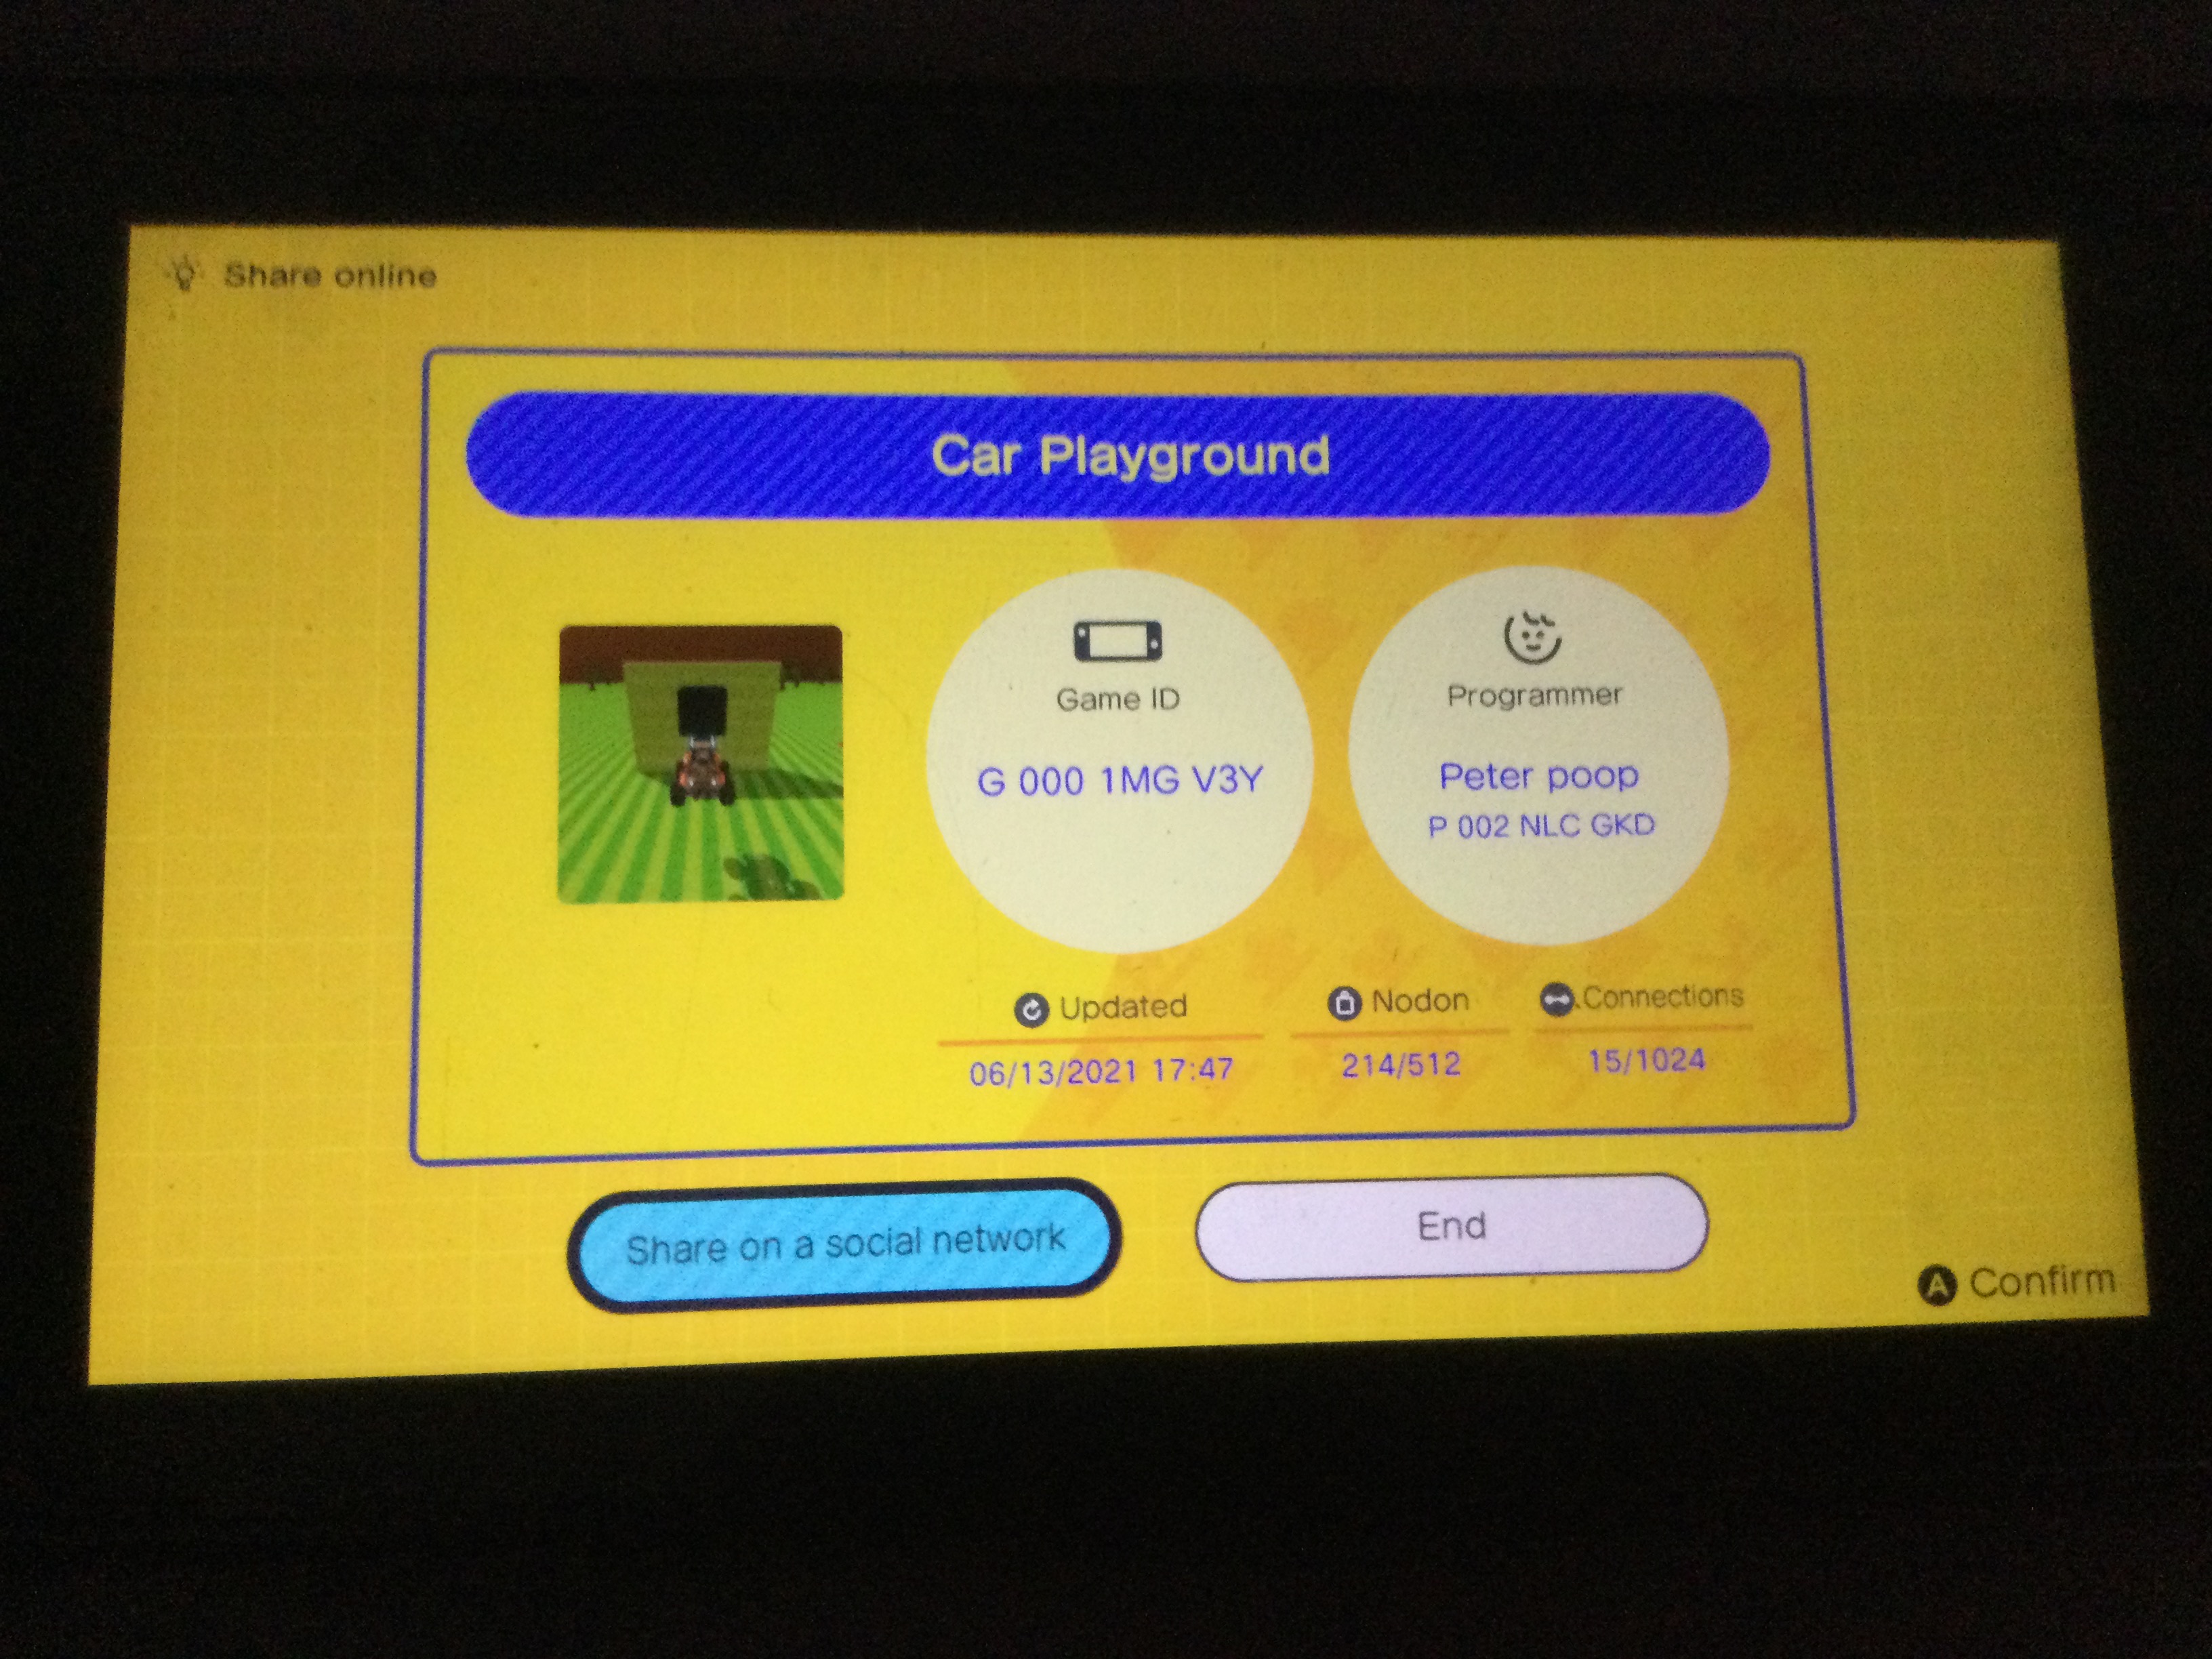 Share online
Car Playground
Game ID
G 000 1MG V3Y
Programmer
Peter poop
P 002 NLC GKD
Updated
06/13/2021 17:47
Nodon
214/512
Connections
15/1024
Share on a social network
End
A Confirm